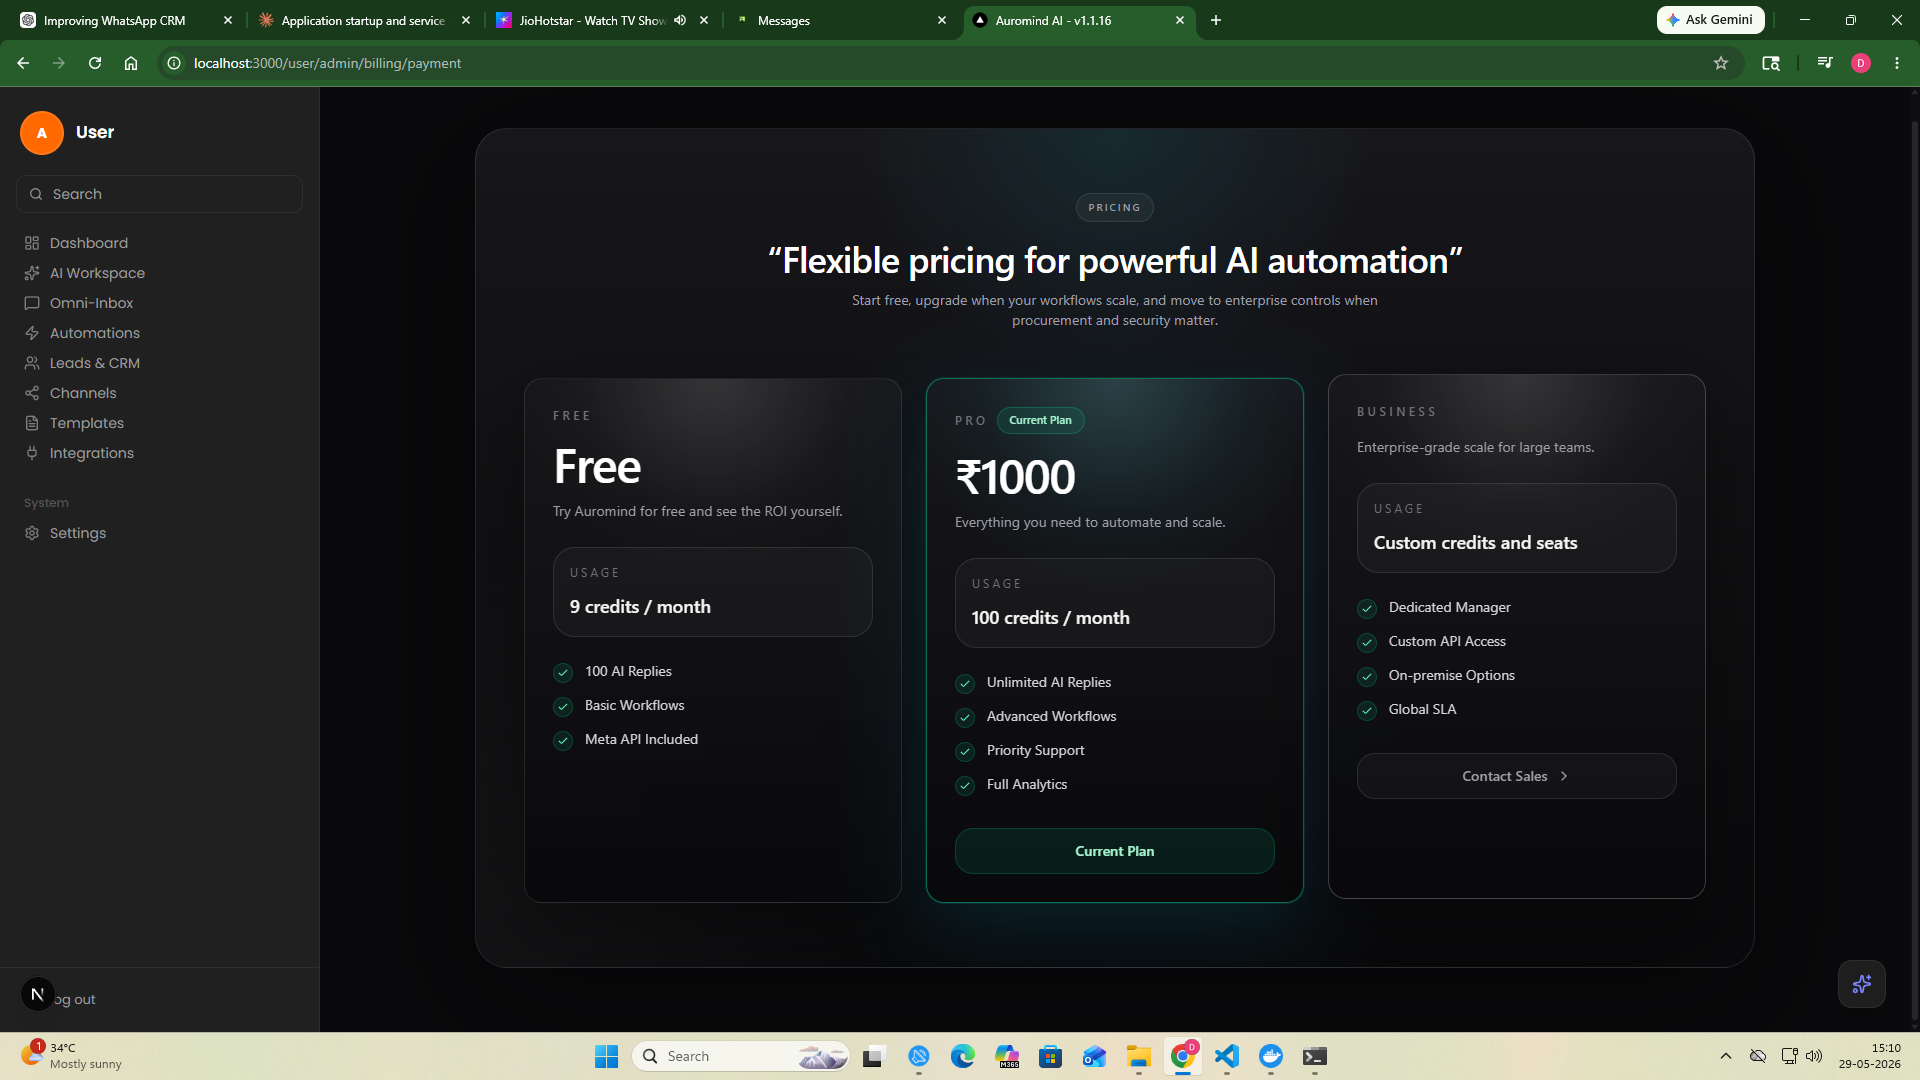 Improving WhatsApp CRM
Application startup and service
JioHotstar - Watch TV Show
Messages
Auromind AI - v1.1.16
Ask Gemini
localhost:3000/user/admin/billing/payment
D
A
User
Search
Dashboard
AI Workspace
Omni-Inbox
Automations
Leads & CRM
Channels
Templates
Integrations
System
Settings
N
og out
PRICING
“Flexible pricing for powerful AI automation”
Start free, upgrade when your workflows scale, and move to enterprise controls when
procurement and security matter.
FREE
Free
Try Auromind for free and see the ROI yourself.
USAGE
9 credits / month
100 AI Replies
Basic Workflows
Meta API Included
PRO
Current Plan
₹1000
Everything you need to automate and scale.
USAGE
100 credits / month
Unlimited AI Replies
Advanced Workflows
Priority Support
Full Analytics
Current Plan
BUSINESS
Enterprise-grade scale for large teams.
USAGE
Custom credits and seats
Dedicated Manager
Custom API Access
On-premise Options
Global SLA
Contact Sales
1
34°C
Mostly sunny
Search
M365
D
15:10
29-05-2026